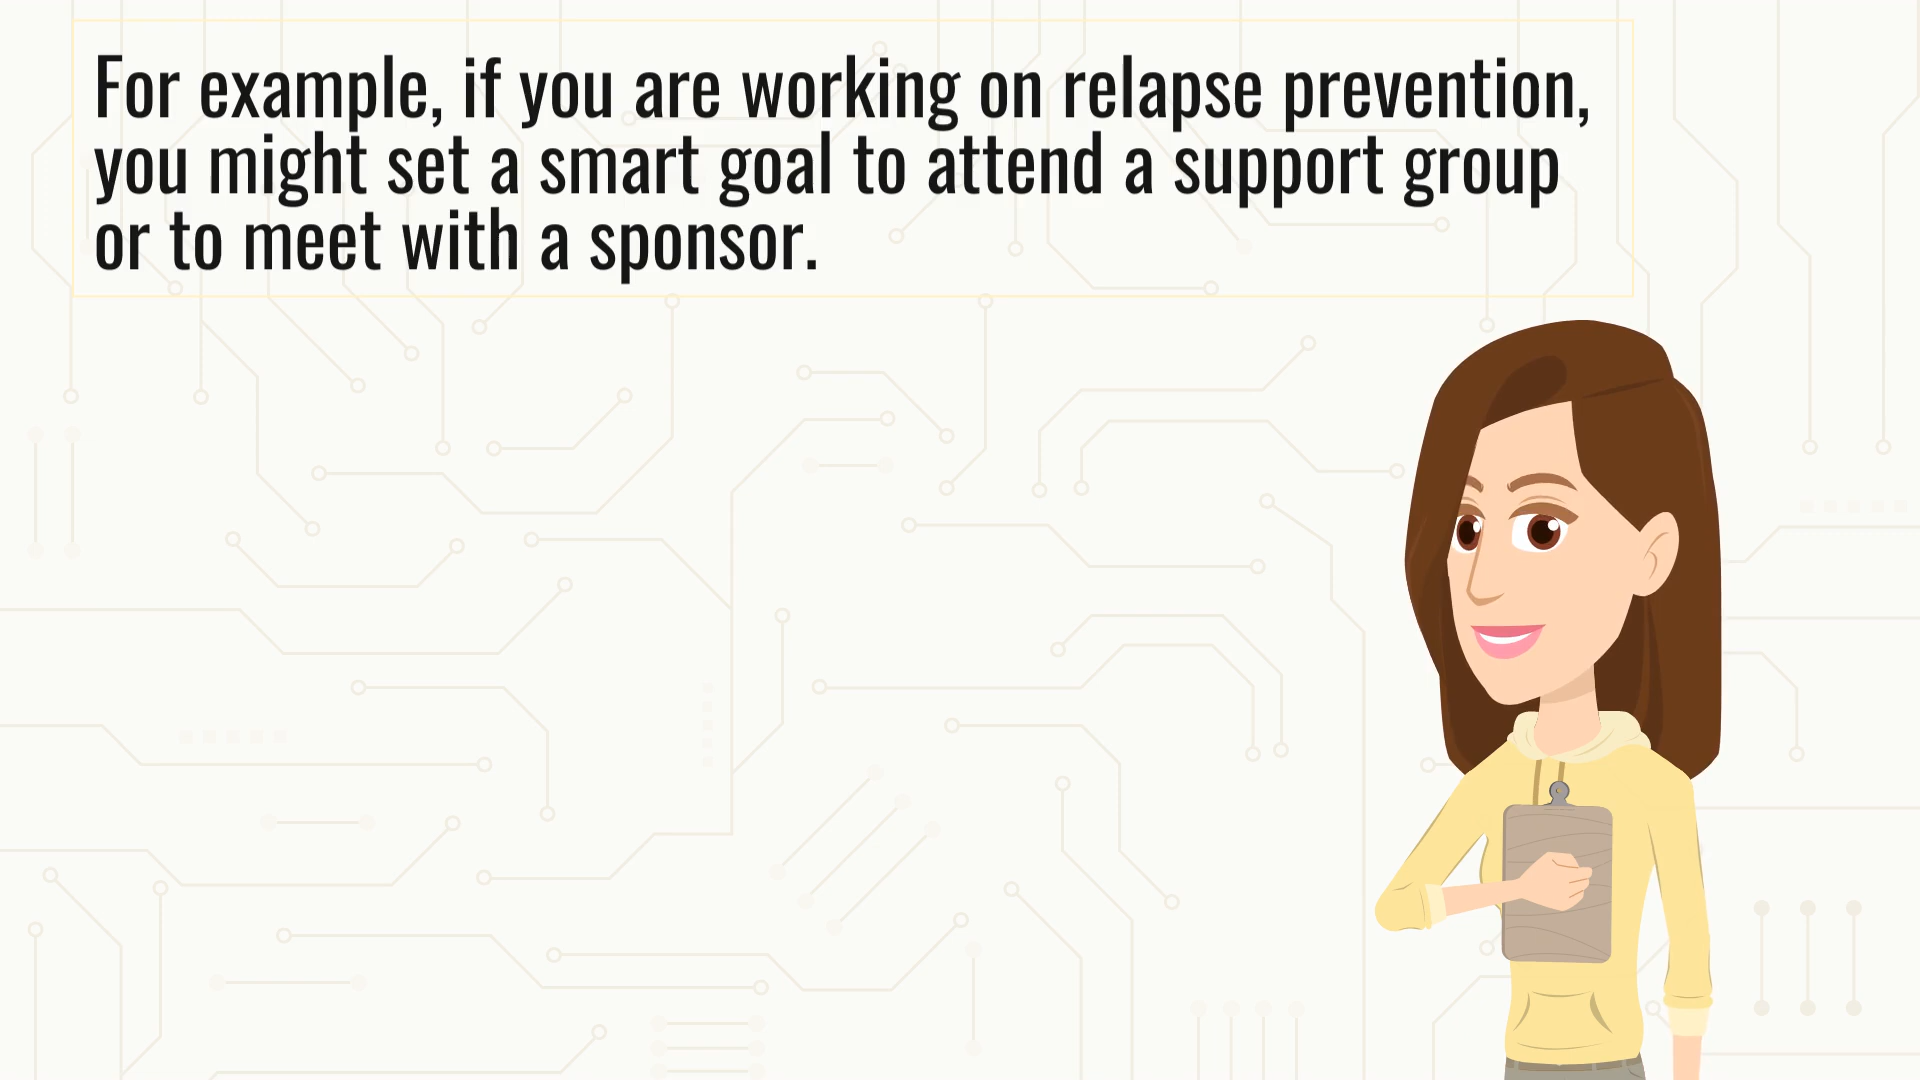 For example, if you are working on relapse prevention,
you might set a smart goal to attend a support group
or to meet with a sponsor.